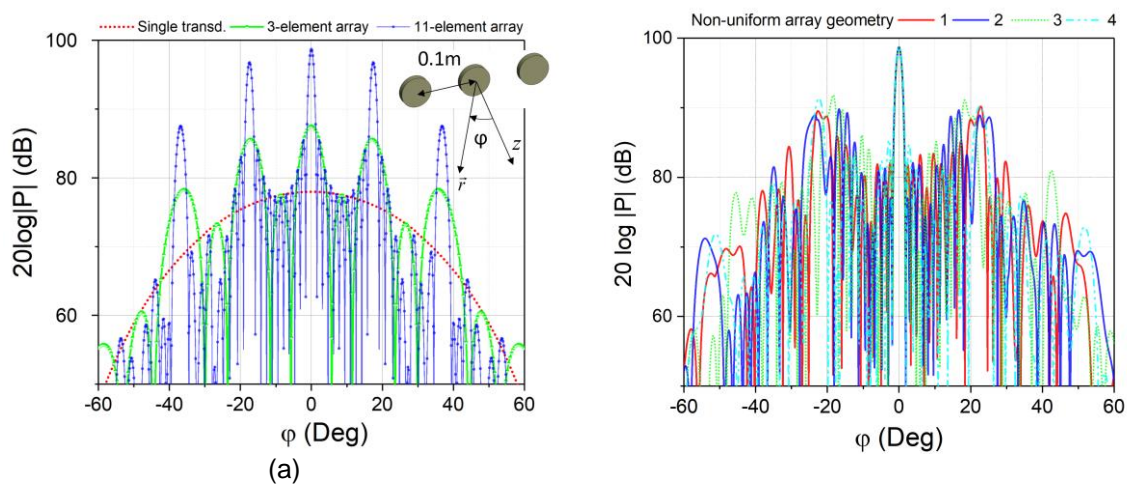 Single transd. 3-element array 11-element array
100
80
60
20log|P| (dB)
0.1m
φ
z
r⃗
-60 -40 -20 0 20 40 60
φ (Deg)
(a)
Non-uniform array geometry 1 2 3 4
100
80
60
20 log |P| (dB)
-60 -40 -20 0 20 40 60
φ (Deg)